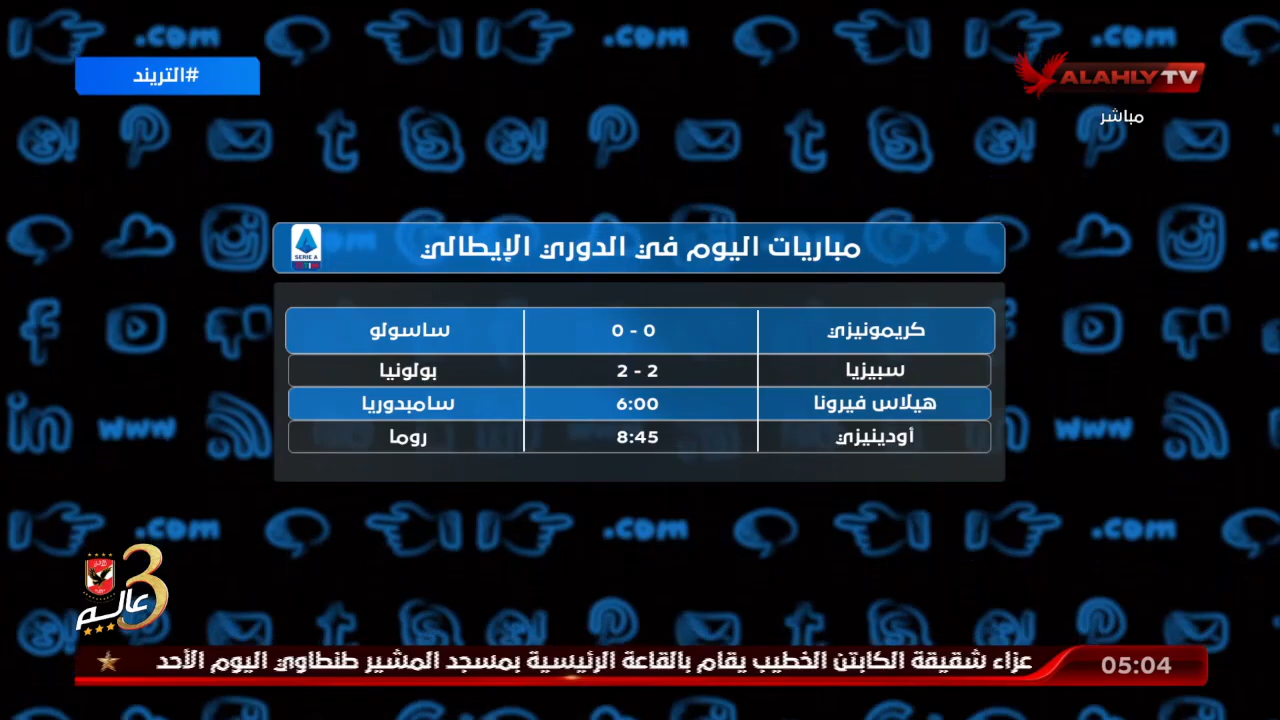 #التريند
ALAHLY TV
مباشر
مباريات اليوم في الدوري الإيطالي
SERIE A
كريمونيزي 0 - 0 ساسولو
سبيزيا 2 - 2 بولونيا
هيلاس فيرونا 6:00 سامبدوريا
أودينيزي 8:45 روما
3 عالم
عزاء شقيقة الكابتن الخطيب يقام بالقاعة الرئيسية بمسجد المشير طنطاوي اليوم الأحد
05:04